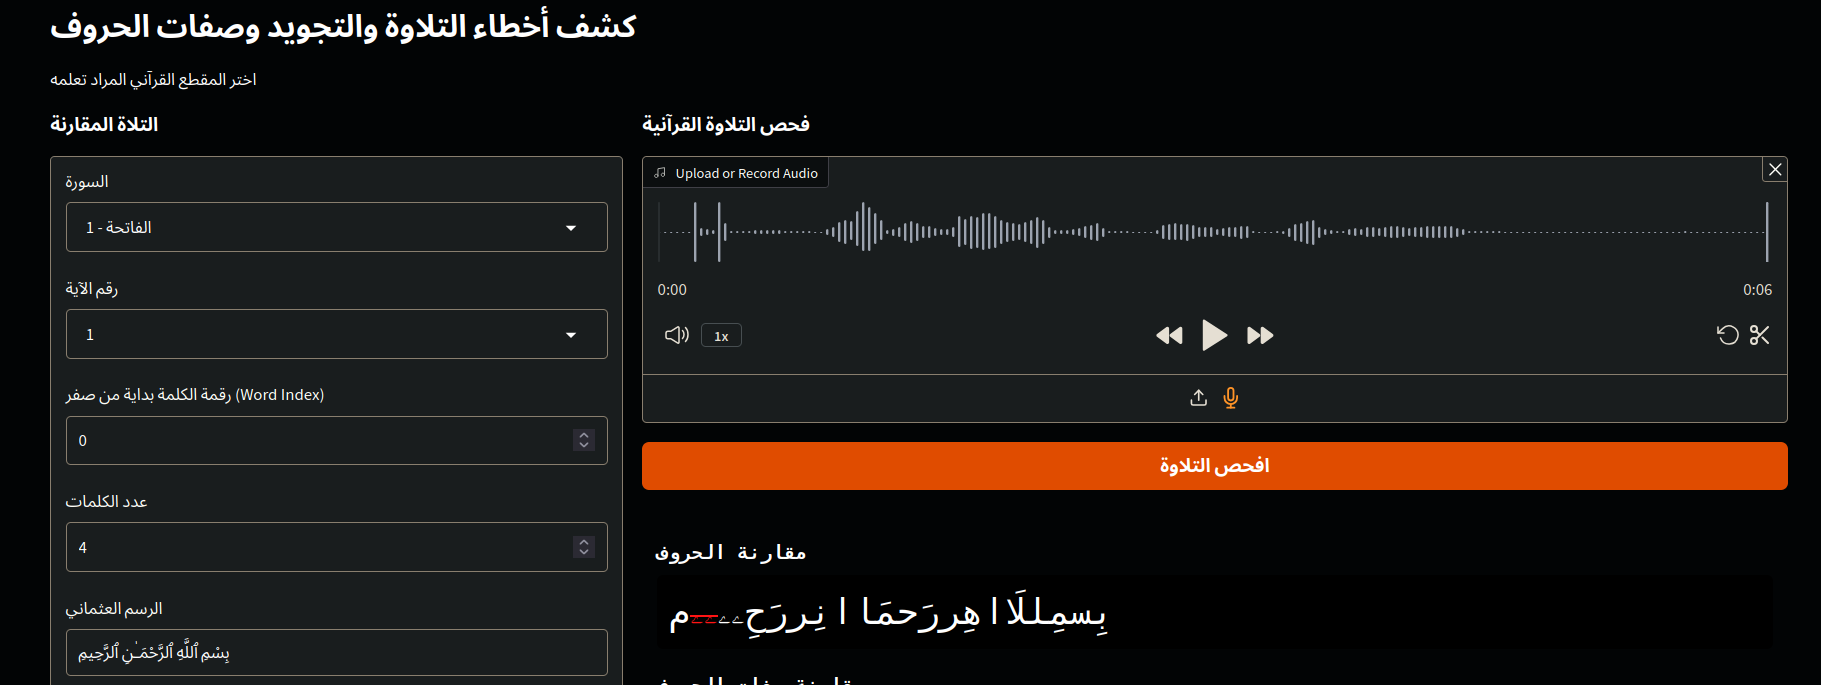 كشف أخطاء التلاوة والتجويد وصفات الحروف
اختر المقطع القرآني المراد تعلمه
التلاة المقارنة
السورة
الفاتحة - 1
رقم الآية
1
رقمة الكلمة بداية من صفر (Word Index)
0
عدد الكلمات
4
الرسم العثماني
بِسْمِ ٱللَّهِ ٱلرَّحْمَـٰنِ ٱلرَّحِيمِ
فحص التلاوة القرآنية
Upload or Record Audio
0:00
0:06
1x
افحص التلاوة
مقارنة الحروف
بِسمِللَاا هِررَحمَاا نِررَحِۦۦۦۦم